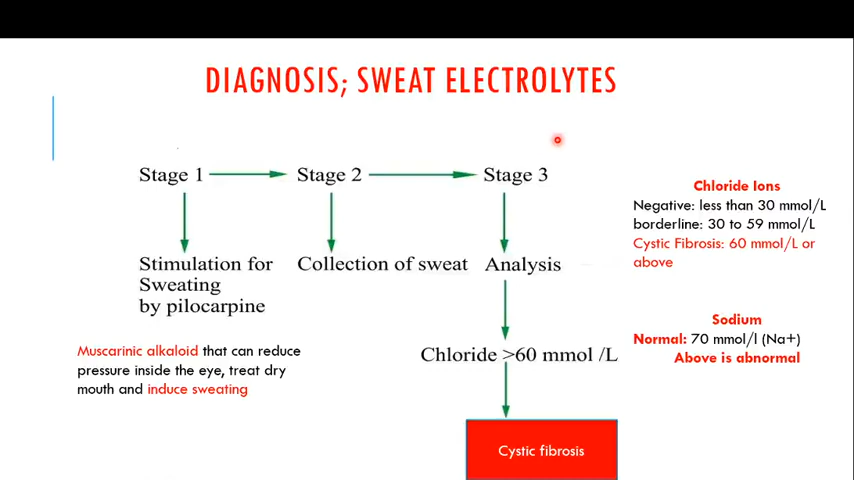 DIAGNOSIS; SWEAT ELECTROLYTES
Stage 1
Stage 2
Stage 3
Stimulation for
Sweating
by pilocarpine
Collection of sweat
Analysis
Chloride >60 mmol /L
Cystic fibrosis
Muscarinic alkaloid that can reduce
pressure inside the eye, treat dry
mouth and induce sweating
Chloride Ions
Negative: less than 30 mmol/L
borderline: 30 to 59 mmol/L
Cystic Fibrosis: 60 mmol/L or
above
Sodium
Normal: 70 mmol/l (Na+)
Above is abnormal